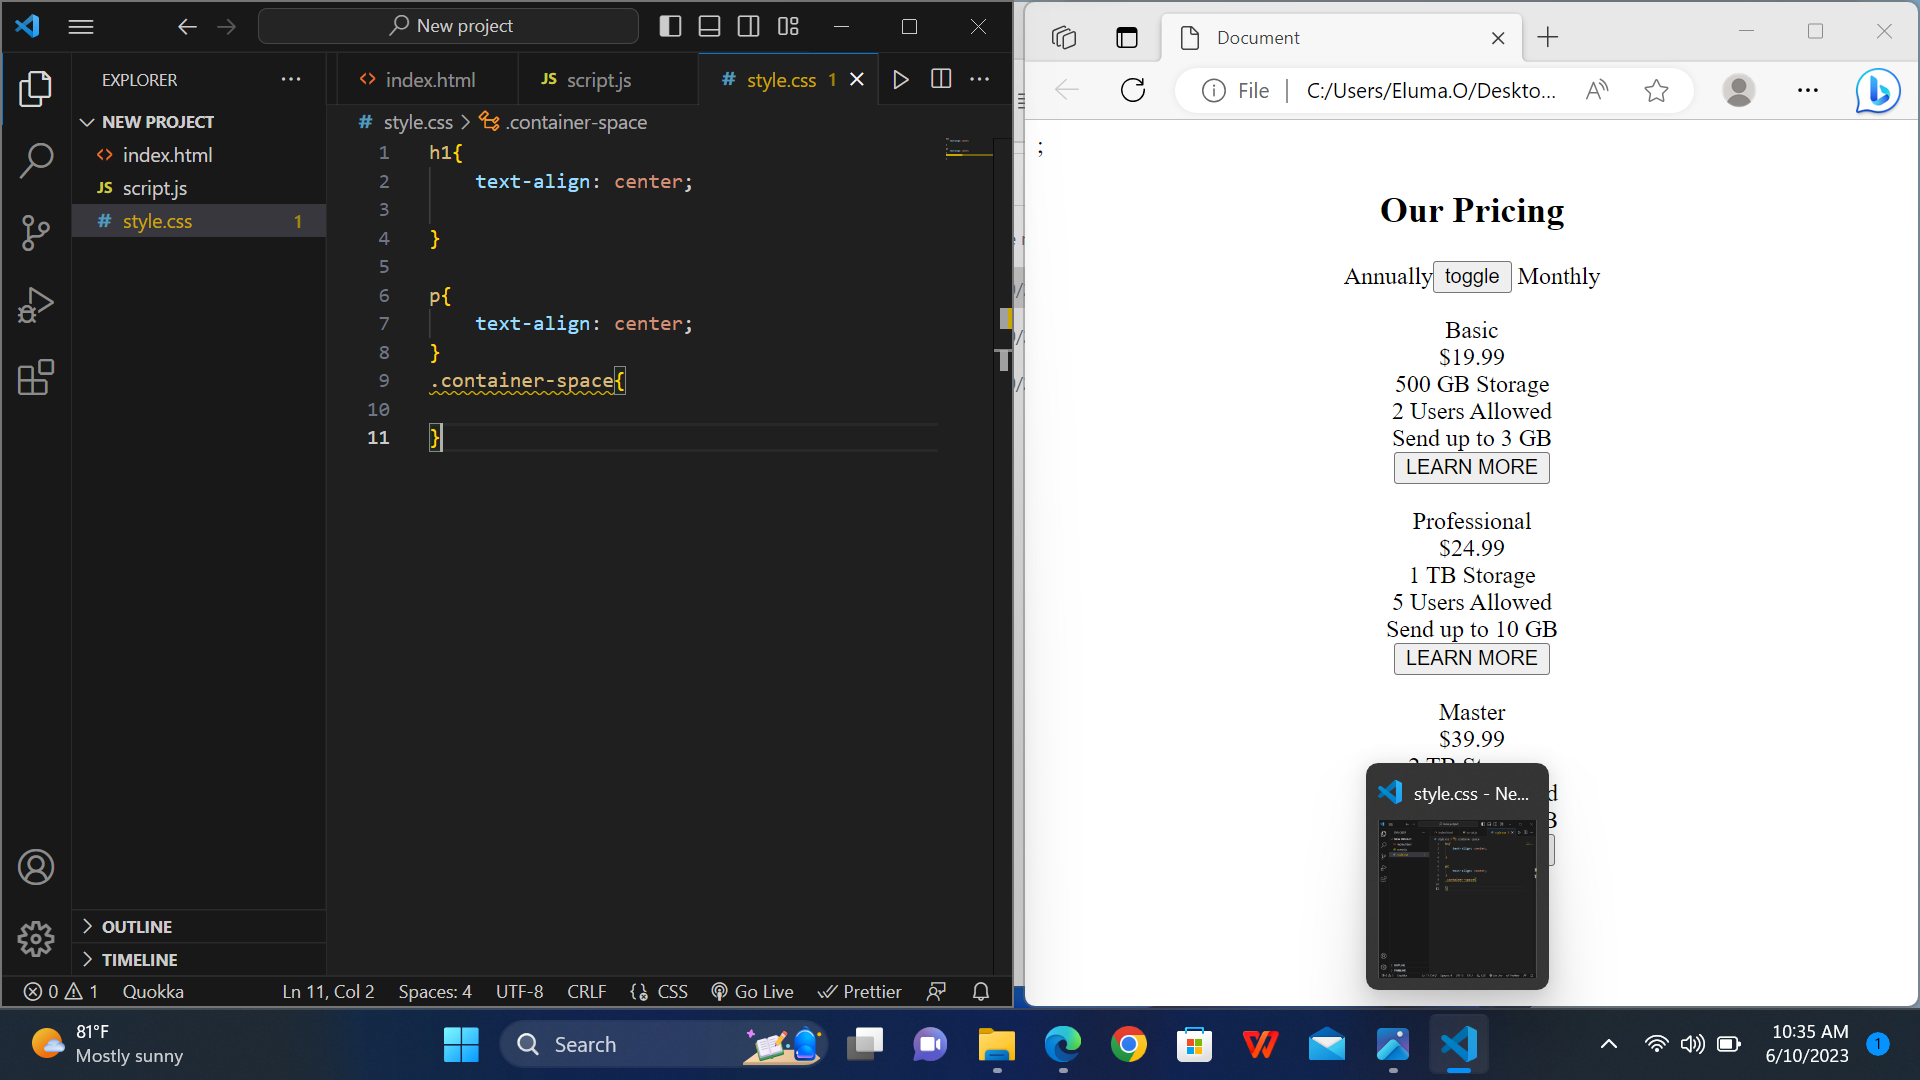 New project
EXPLORER
NEW PROJECT
index.html
JS script.js
# style.css 1
OUTLINE
TIMELINE
index.html
JS script.js
# style.css 1
# style.css > .container-space
1 h1{
2 text-align: center;
3
4 }
5
6 p{
7 text-align: center;
8 }
9 .container-space{
10
11 }
0 1 Quokka Ln 11, Col 2 Spaces: 4 UTF-8 CRLF CSS Go Live Prettier
Document
File C:/Users/Eluma.O/Deskto...
;
Our Pricing
Annually toggle Monthly
Basic
$19.99
500 GB Storage
2 Users Allowed
Send up to 3 GB
LEARN MORE
Professional
$24.99
1 TB Storage
5 Users Allowed
Send up to 10 GB
LEARN MORE
Master
$39.99
style.css - Ne...
81°F
Mostly sunny
Search
10:35 AM
6/10/2023
1